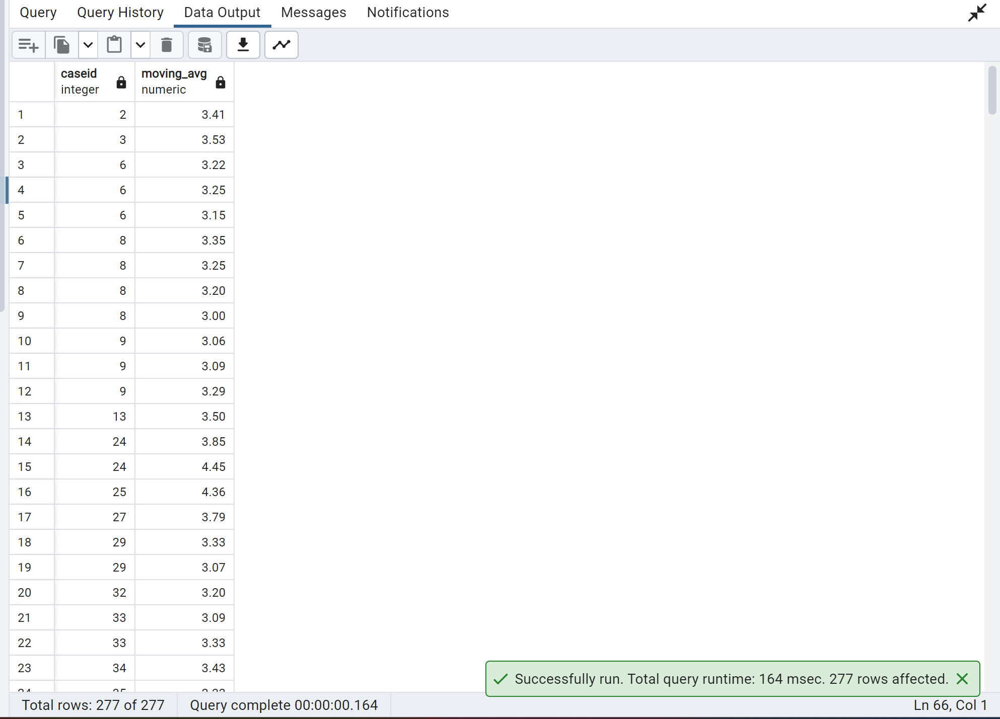 Query Query History Data Output Messages Notifications
caseid moving_avg
integer numeric
1 2 3.41
2 3 3.53
3 6 3.22
4 6 3.25
5 6 3.15
6 8 3.35
7 8 3.25
8 8 3.20
9 8 3.00
10 9 3.06
11 9 3.09
12 9 3.29
13 13 3.50
14 24 3.85
15 24 4.45
16 25 4.36
17 27 3.79
18 29 3.33
19 29 3.07
20 32 3.20
21 33 3.09
22 33 3.33
23 34 3.43
Successfully run. Total query runtime: 164 msec. 277 rows affected.
Total rows: 277 of 277 Query complete 00:00:00.164 Ln 66, Col 1